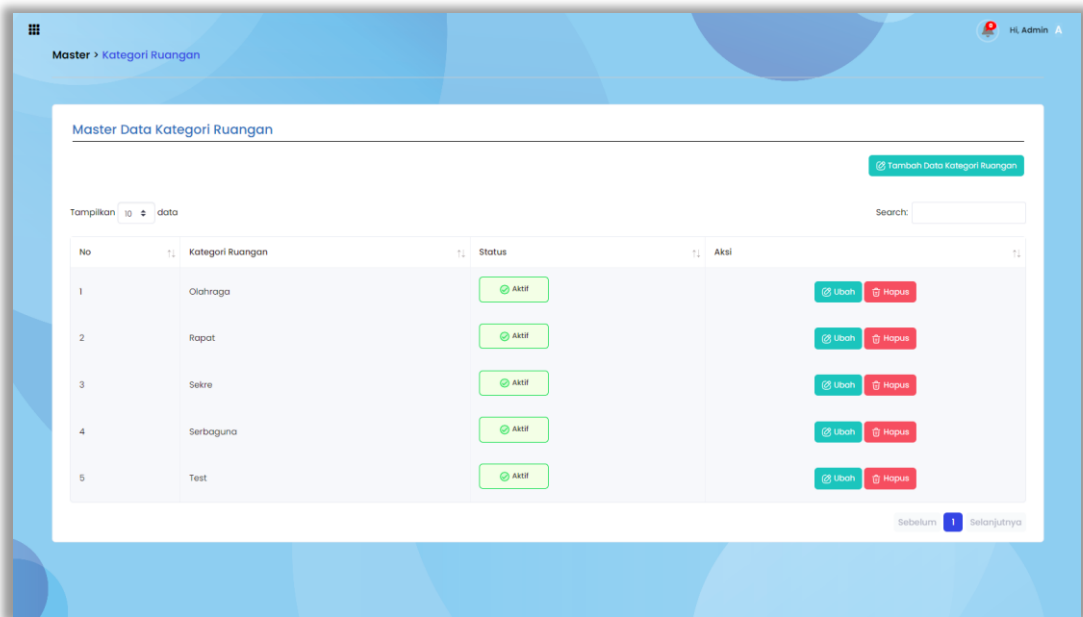 Hi, Admin A
Master > Kategori Ruangan
Master Data Kategori Ruangan
Tambah Data Kategori Ruangan
Tampilkan 10 data
Search:
No Kategori Ruangan Status Aksi
1 Olahraga Aktif Ubah Hapus
2 Rapat Aktif Ubah Hapus
3 Sekre Aktif Ubah Hapus
4 Serbaguna Aktif Ubah Hapus
5 Test Aktif Ubah Hapus
Sebelum 1 Selanjutnya